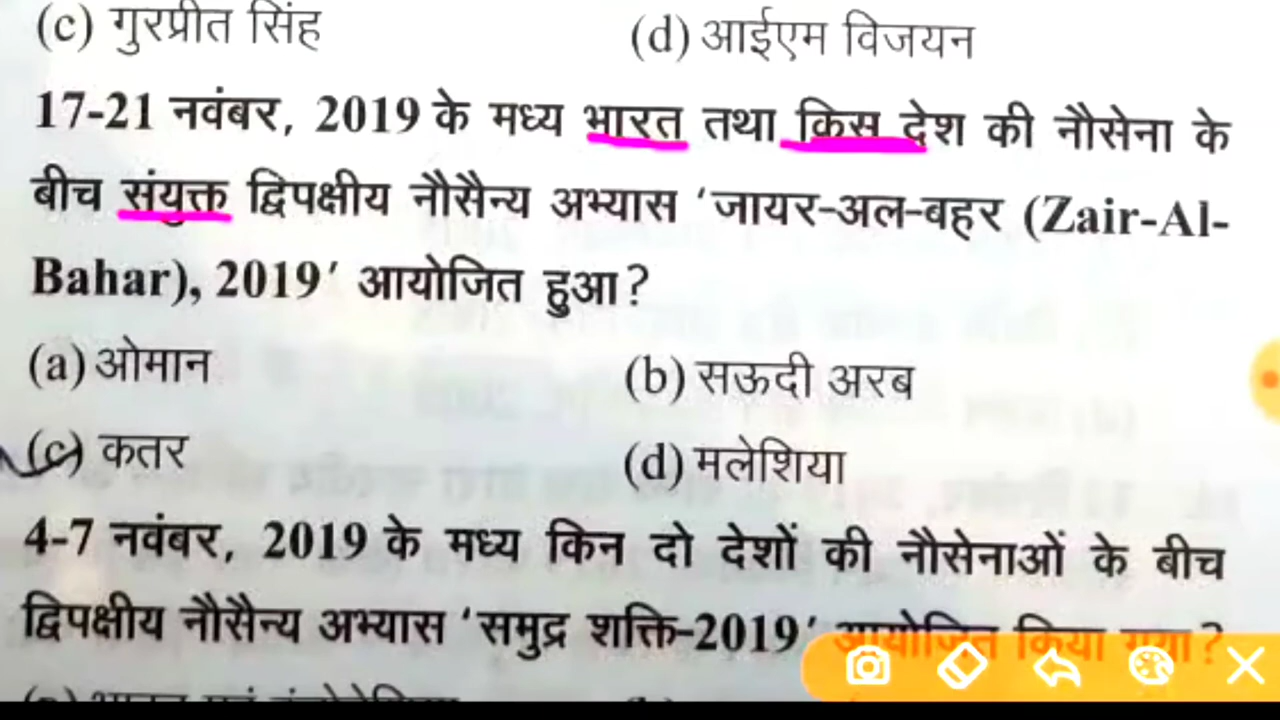 (c) गुरप्रीत सिंह (d) आईएम विजयन
17-21 नवंबर, 2019 के मध्य भारत तथा किस देश की नौसेना के
बीच संयुक्त द्विपक्षीय नौसैन्य अभ्यास ‘जायर-अल-बहर (Zair-Al-
Bahar), 2019′ आयोजित हुआ?
(a) ओमान (b) सऊदी अरब
(c) कतर (d) मलेशिया
4-7 नवंबर, 2019 के मध्य किन दो देशों की नौसेनाओं के बीच
द्विपक्षीय नौसैन्य अभ्यास ‘समुद्र शक्ति-2019′ आयोजित किया गया?